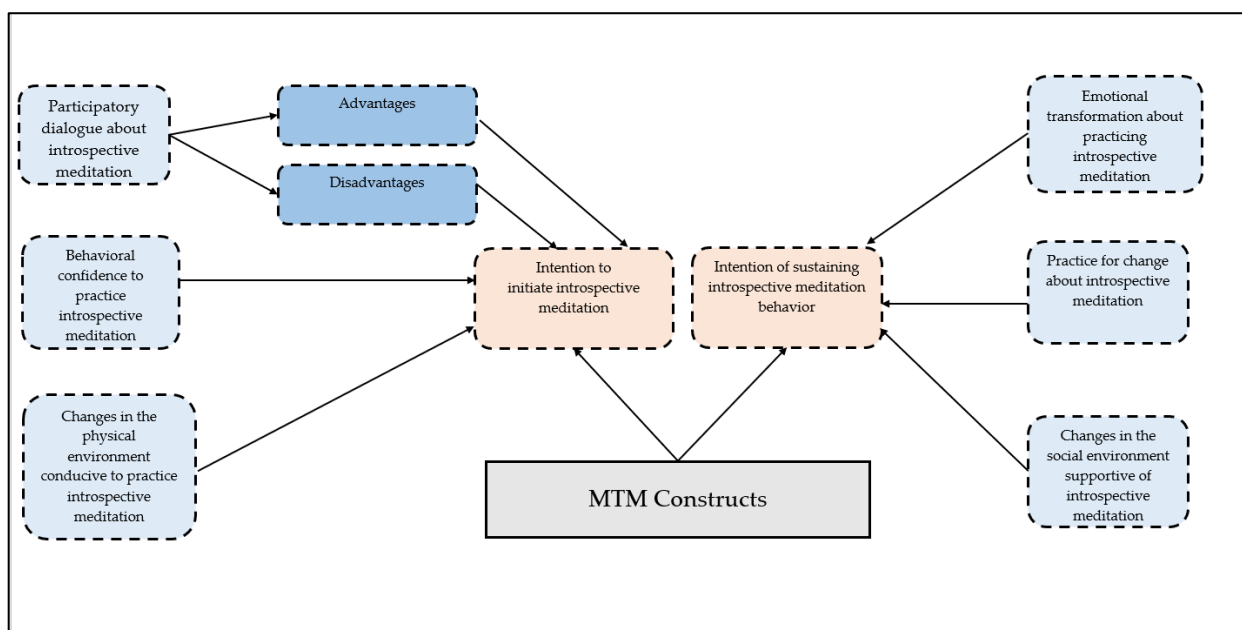 Participatory
dialogue about
introspective
meditation
Advantages
Disadvantages
Behavioral
confidence to
practice
introspective
meditation
Changes in the
physical
environment
conducive to practice
introspective
meditation
Intention to
initiate introspective
meditation
Intention of sustaining
introspective meditation
behavior
MTM Constructs
Emotional
transformation about
practicing
introspective
meditation
Practice for change
about introspective
meditation
Changes in the
social environment
supportive of
introspective
meditation